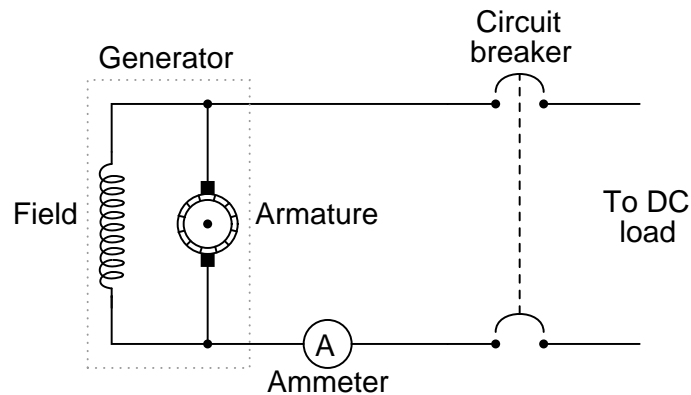 Circuit
breaker
Generator
Field
Armature
To DC
load
A
Ammeter